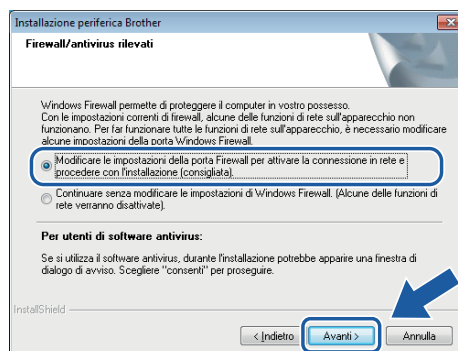 Installazione periferica Brother
Firewall/antivirus rilevati
Windows Firewall permette di proteggere il computer in vostro possesso.
Con le impostazioni correnti di firewall, alcune delle funzioni di rete sull'apparecchio non
funzionano. Per far funzionare tutte le funzioni di rete sull'apparecchio, è necessario modificare
alcune impostazioni della porta Windows Firewall.
Modificare le impostazioni della porta Firewall per attivare la connessione in rete e
procedere con l'installazione (consigliata).
Continuare senza modificare le impostazioni di Windows Firewall. (Alcune delle funzioni di
rete verranno disattivate).
Per utenti di software antivirus:
Se si utilizza il software antivirus, durante l'installazione potrebbe apparire una finestra di
dialogo di avviso. Scegliere "consenti" per proseguire.
InstallShield
< Indietro
Avanti >
Annulla